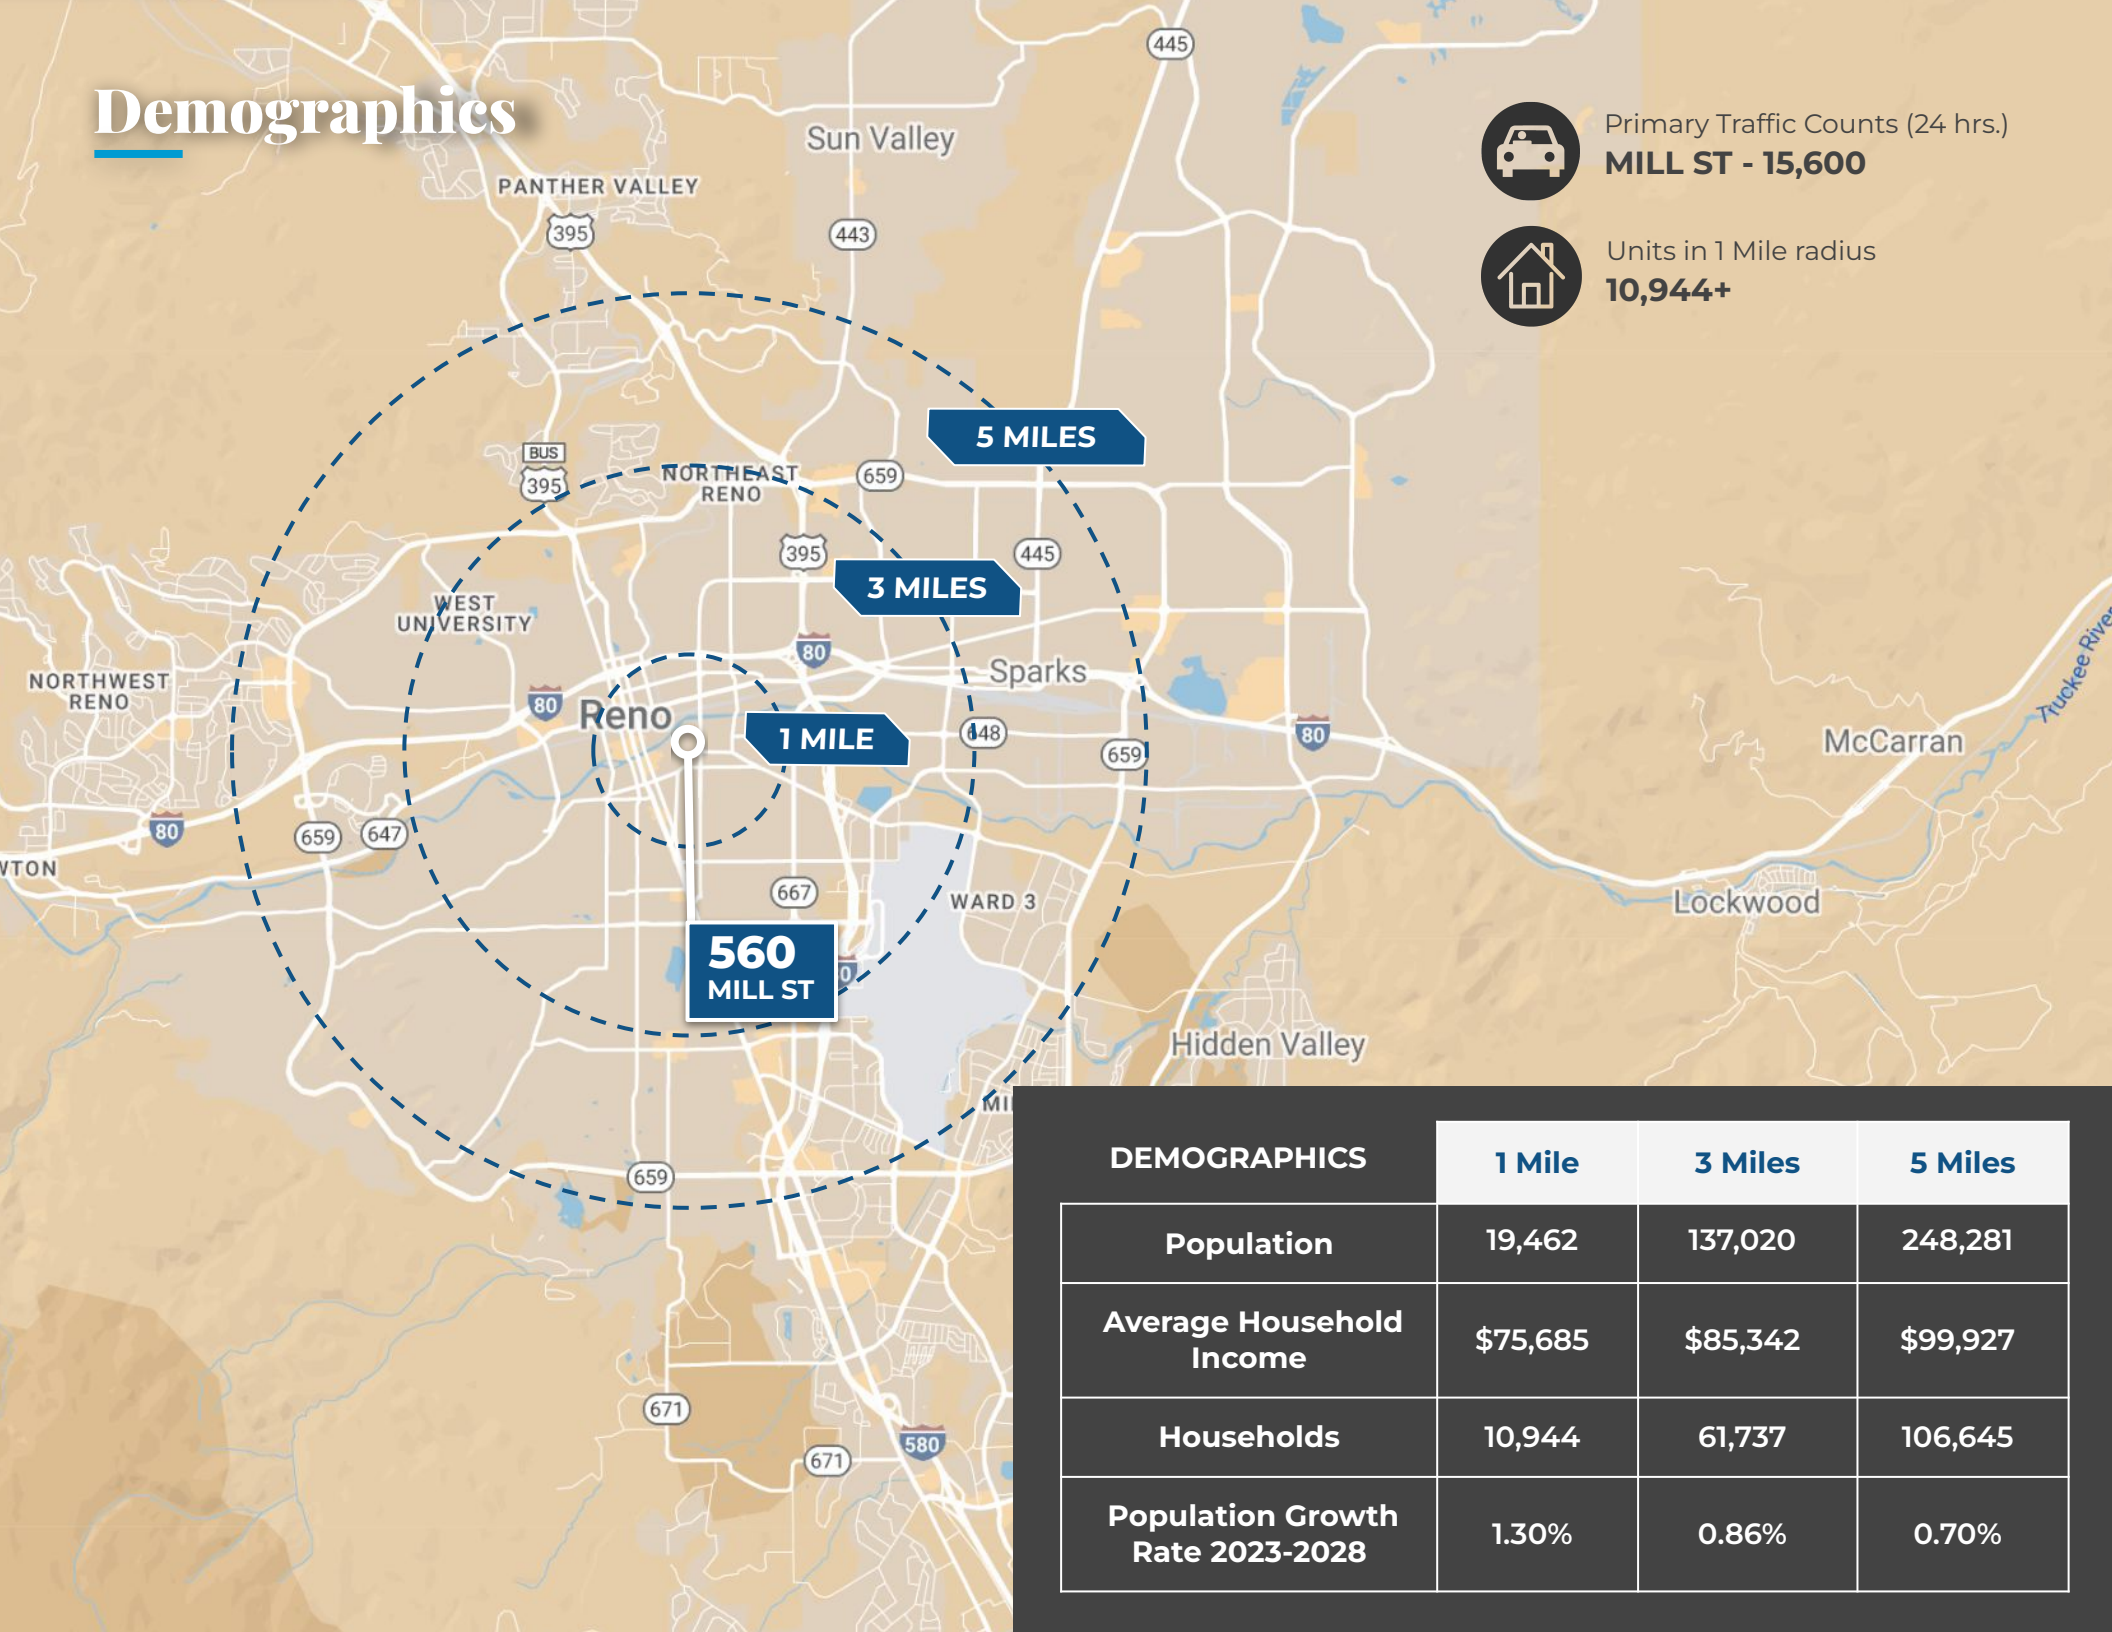 Demographics
Primary Traffic Counts (24 hrs.)
MILL ST - 15,600
Units in 1 Mile radius
10,944+
445
Sun Valley
PANTHER VALLEY
395
443
5 MILES
BUS
395
NORTHEAST
RENO
659
395
445
3 MILES
WEST
UNIVERSITY
80
Sparks
NORTHWEST
RENO
80
Reno
1 MILE
648
659
80
McCarran
Truckee River
80
659
647
667
WARD 3
Lockwood
560
MILL ST
Hidden Valley
659
671
671
580
DEMOGRAPHICS 1 Mile 3 Miles 5 Miles
Population 19,462 137,020 248,281
Average Household
Income $75,685 $85,342 $99,927
Households 10,944 61,737 106,645
Population Growth
Rate 2023-2028 1.30% 0.86% 0.70%